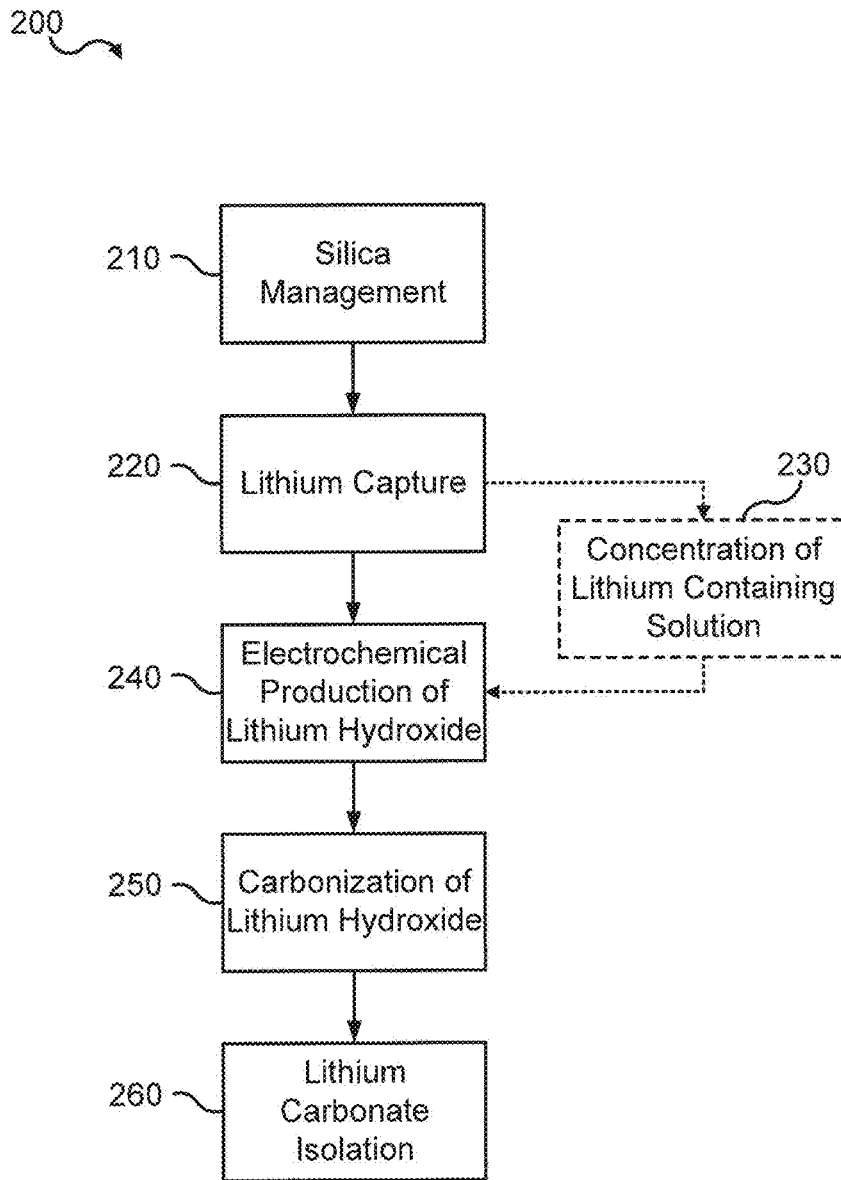 200
210
Silica
Management
220
Lithium Capture
230
Concentration of
Lithium Containing
Solution
240
Electrochemical
Production of
Lithium Hydroxide
250
Carbonization of
Lithium Hydroxide
260
Lithium
Carbonate
Isolation